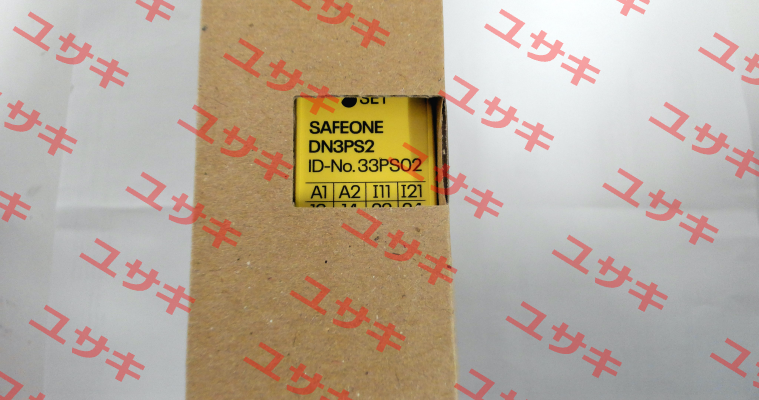 SET
SAFEONE
DN3PS2
ID-No. 33PS02
A1 A2 I11 I21
ユサキ